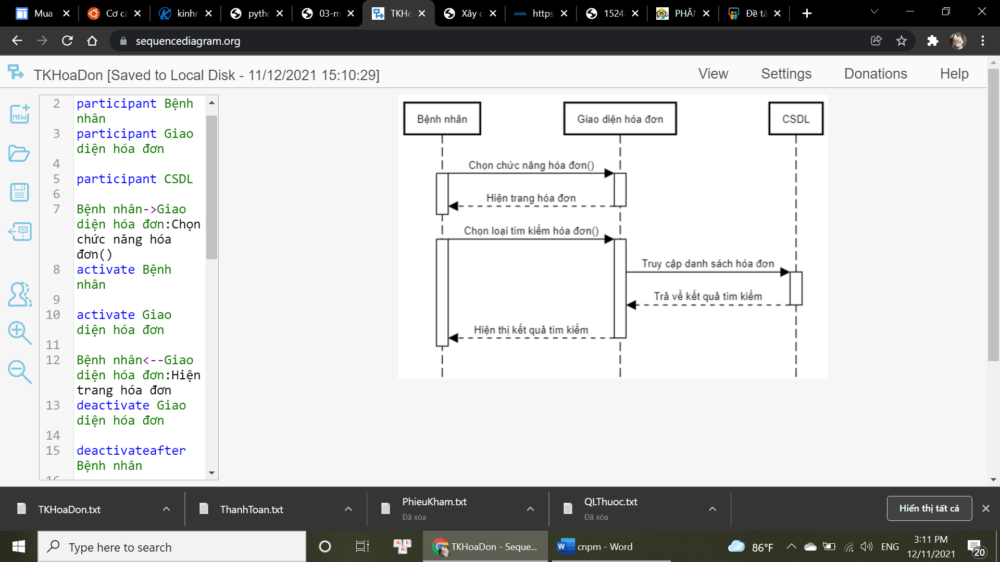 Mua
Cơ cấ
kinhn
pytho
03-m
TKHo
Xây d
https
1524
PHÂN
Đề tà
sequencediagram.org
TKHoaDon [Saved to Local Disk - 11/12/2021 15:10:29]
View
Settings
Donations
Help
NEW
2 participant Bệnh
nhân
3 participant Giao
diện hóa đơn
4
5 participant CSDL
6
7 Bệnh nhân->Giao
diện hóa đơn:Chọn
chức năng hóa
đơn()
8 activate Bệnh
nhân
9
10 activate Giao
diện hóa đơn
11
12 Bệnh nhân<--Giao
diện hóa đơn:Hiện
trang hóa đơn
13 deactivate Giao
diện hóa đơn
14
15 deactivateafter
Bệnh nhân
16
Bệnh nhân
Giao diện hóa đơn
CSDL
Chọn chức năng hóa đơn()
Hiện trang hóa đơn
Chọn loại tìm kiếm hóa đơn()
Truy cập danh sách hóa đơn
Trả về kết quả tìm kiếm
Hiện thị kết quả tìm kiếm
TKHoaDon.txt
ThanhToan.txt
PhieuKham.txt
Đã xóa
QLThuoc.txt
Đã xóa
Hiển thị tất cả
Type here to search
TKHoaDon - Seque...
cnpm - Word
86°F
ENG
3:11 PM
12/11/2021
20